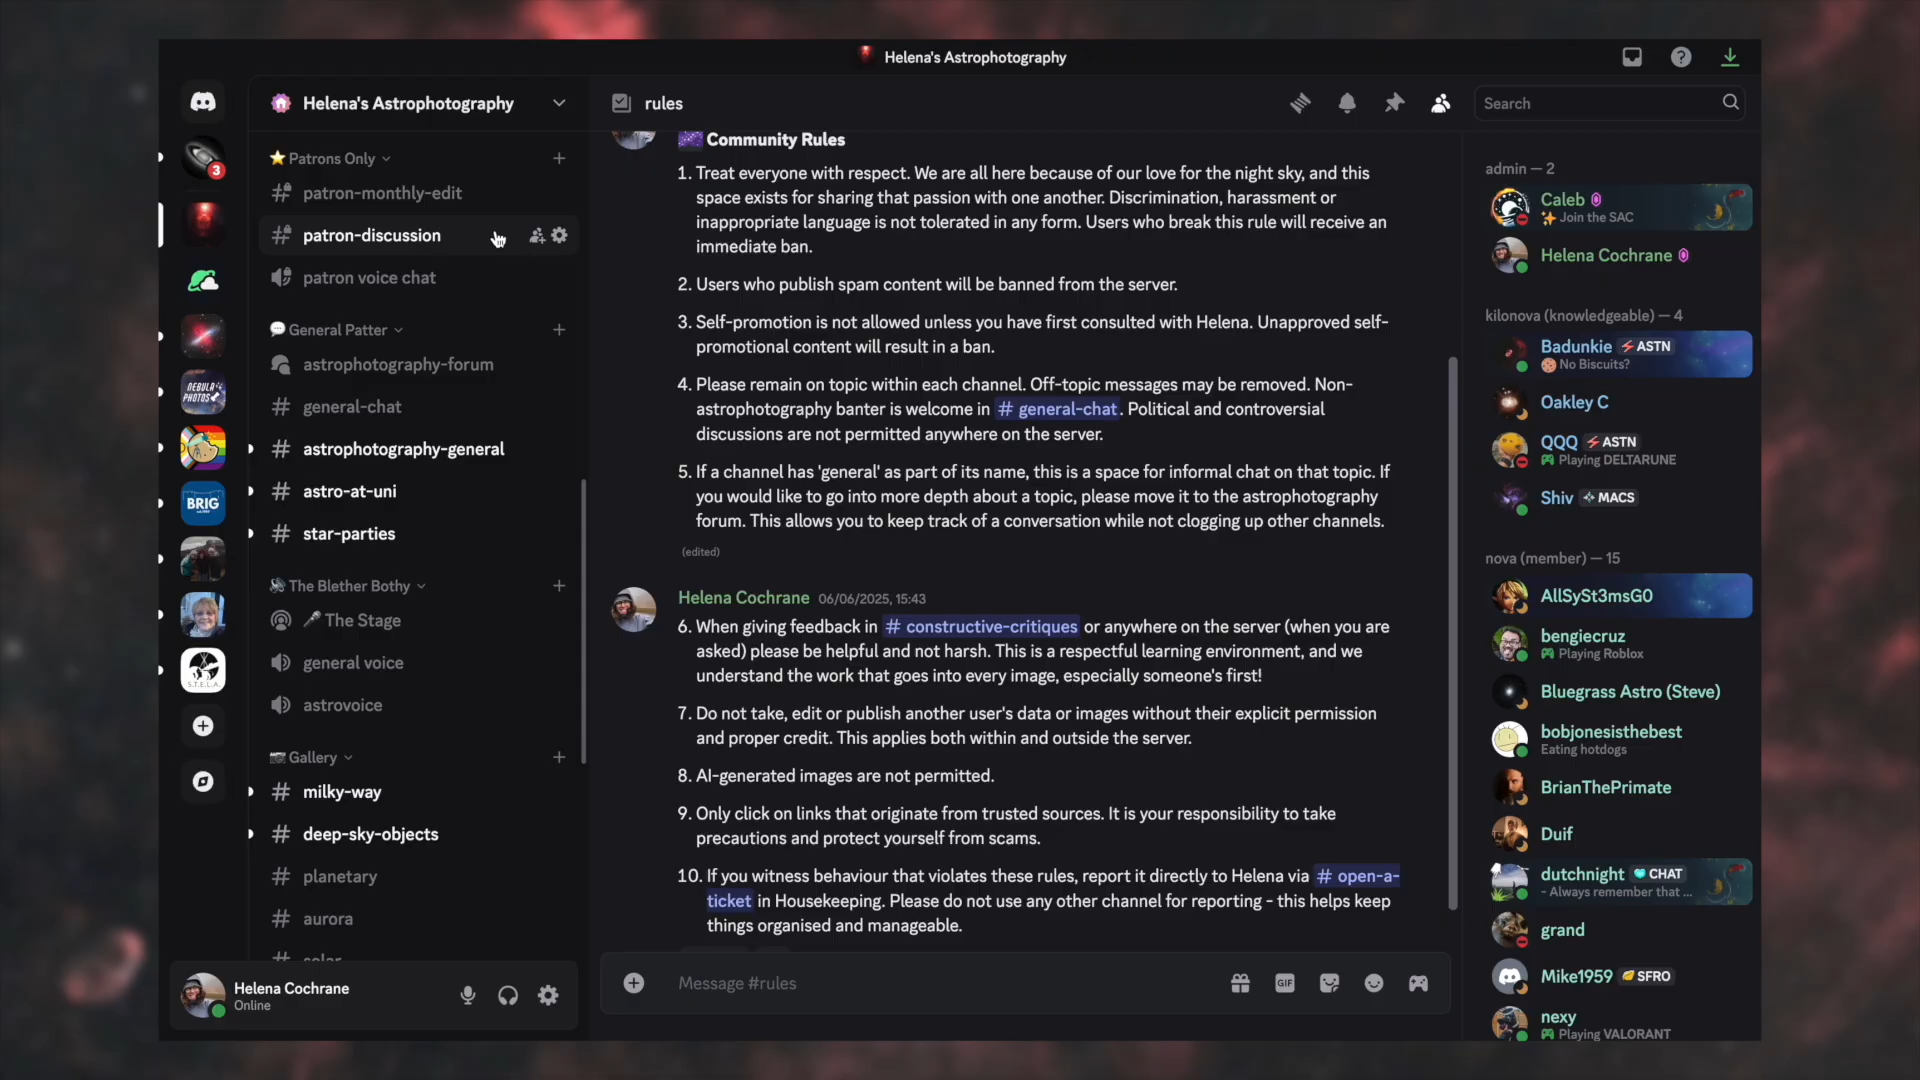 Helena's Astrophotography
Helena's Astrophotography
3
NEBULA
PHOTOS
BRIG
S.T.E.L.A.
Patrons Only
patron-monthly-edit
patron-discussion
patron voice chat
General Patter
astrophotography-forum
general-chat
astrophotography-general
astro-at-uni
star-parties
The Blether Bothy
The Stage
general voice
astrovoice
Gallery
milky-way
deep-sky-objects
planetary
aurora
solar
Helena Cochrane
Online
rules
Search
Community Rules
1. Treat everyone with respect. We are all here because of our love for the night sky, and this
space exists for sharing that passion with one another. Discrimination, harassment or
inappropriate language is not tolerated in any form. Users who break this rule will receive an
immediate ban.
2. Users who publish spam content will be banned from the server.
3. Self-promotion is not allowed unless you have first consulted with Helena. Unapproved self-
promotional content will result in a ban.
4. Please remain on topic within each channel. Off-topic messages may be removed. Non-
astrophotography banter is welcome in # general-chat. Political and controversial
discussions are not permitted anywhere on the server.
5. If a channel has 'general' as part of its name, this is a space for informal chat on that topic. If
you would like to go into more depth about a topic, please move it to the astrophotography
forum. This allows you to keep track of a conversation while not clogging up other channels.
(edited)
Helena Cochrane 06/06/2025, 15:43
6. When giving feedback in # constructive-critiques or anywhere on the server (when you are
asked) please be helpful and not harsh. This is a respectful learning environment, and we
understand the work that goes into every image, especially someone's first!
7. Do not take, edit or publish another user's data or images without their explicit permission
and proper credit. This applies both within and outside the server.
8. AI-generated images are not permitted.
9. Only click on links that originate from trusted sources. It is your responsibility to take
precautions and protect yourself from scams.
10. If you witness behaviour that violates these rules, report it directly to Helena via # open-a-
ticket in Housekeeping. Please do not use any other channel for reporting - this helps keep
things organised and manageable.
Message #rules
GIF
admin — 2
Caleb
Join the SAC
Helena Cochrane
kilonova (knowledgeable) — 4
Badunkie ASTN
No Biscuits?
Oakley C
QQQ ASTN
Playing DELTARUNE
Shiv MACS
nova (member) — 15
AllSySt3msG0
bengiecruz
Playing Roblox
Bluegrass Astro (Steve)
bobjonesisthebest
Eating hotdogs
BrianThePrimate
Duif
dutchnight CHAT
- Always remember that ...
grand
Mike1959 SFRO
nexy
Playing VALORANT